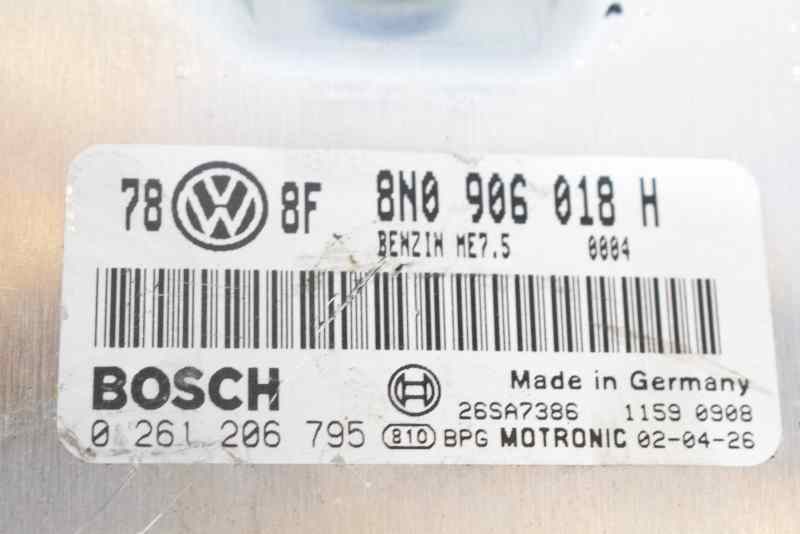 78 VW 8F 8N0 906 018 H
BENZIN ME7.5 0004
BOSCH Made in Germany
26SA7386 1159 0908
0 261 206 795 810 BPG MOTRONIC 02-04-26